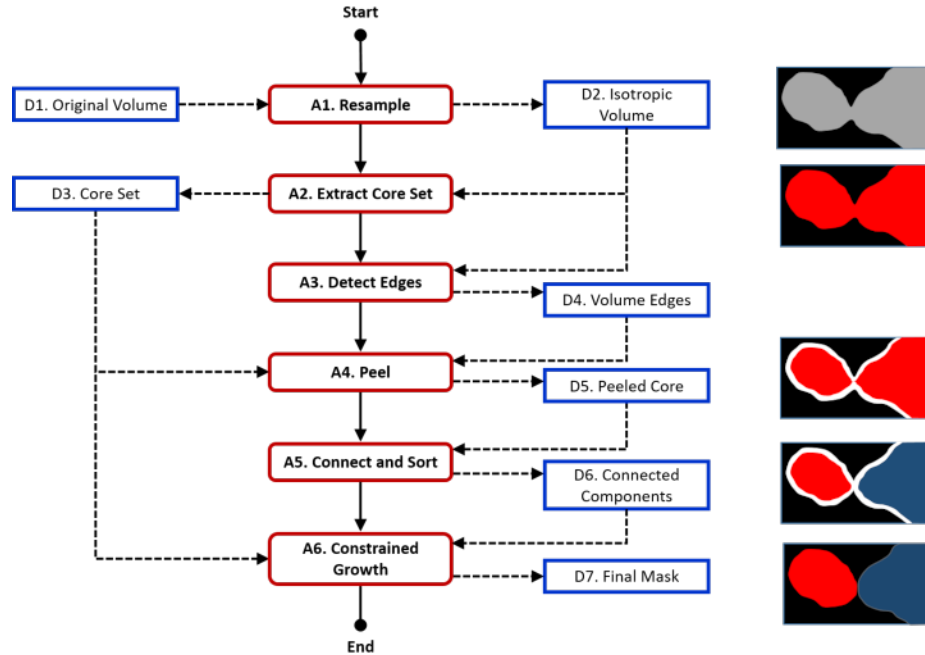 Start
D1. Original Volume
A1. Resample
D2. Isotropic
Volume
D3. Core Set
A2. Extract Core Set
A3. Detect Edges
D4. Volume Edges
A4. Peel
D5. Peeled Core
A5. Connect and Sort
D6. Connected
Components
A6. Constrained
Growth
D7. Final Mask
End